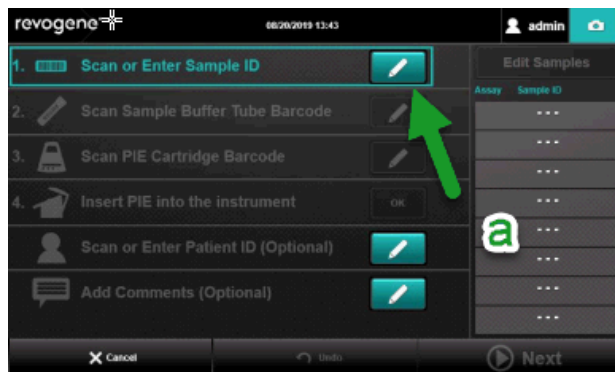 revogene
08/20/2019 13:43
admin
1. Scan or Enter Sample ID
2. Scan Sample Buffer Tube Barcode
3. Scan PIE Cartridge Barcode
4. Insert PIE into the instrument
OK
Scan or Enter Patient ID (Optional)
Add Comments (Optional)
Edit Samples
Assay Sample ID
---
---
---
---
---
---
---
---
a
Cancel
Undo
Next